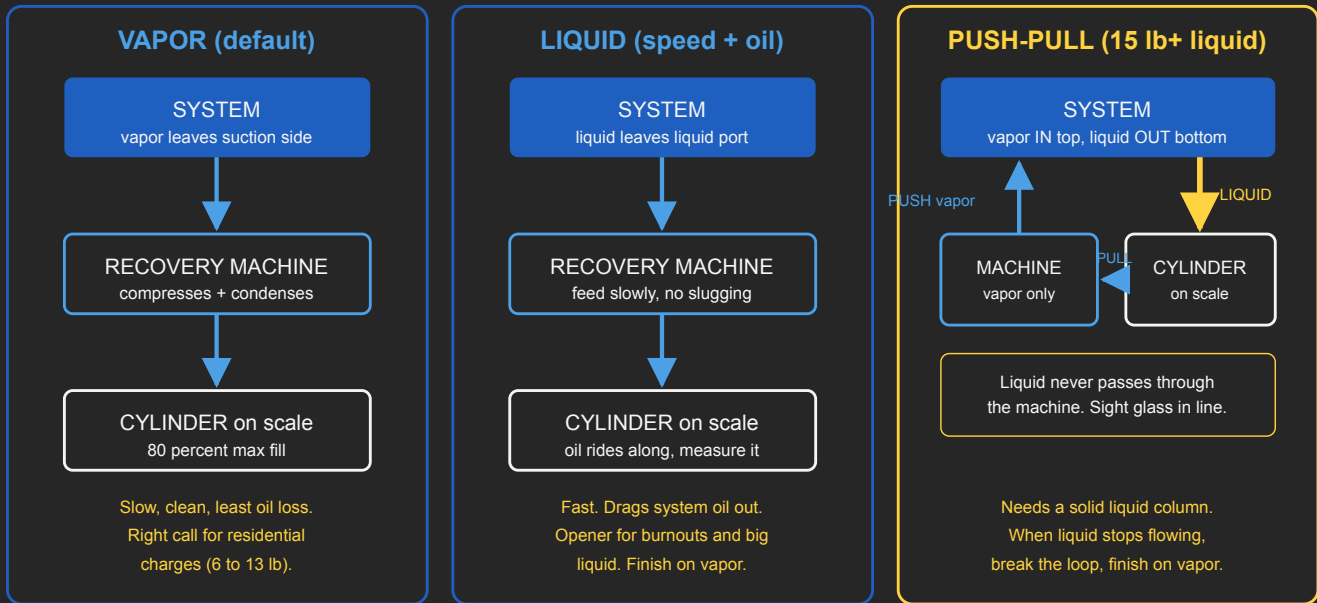 VAPOR (default)
SYSTEM
vapor leaves suction side
RECOVERY MACHINE
compresses + condenses
CYLINDER on scale
80 percent max fill
Slow, clean, least oil loss.
Right call for residential
charges (6 to 13 lb).
LIQUID (speed + oil)
SYSTEM
liquid leaves liquid port
RECOVERY MACHINE
feed slowly, no slugging
CYLINDER on scale
oil rides along, measure it
Fast. Drags system oil out.
Opener for burnouts and big
liquid. Finish on vapor.
PUSH-PULL (15 lb+ liquid)
SYSTEM
vapor IN top, liquid OUT bottom
PUSH vapor
LIQUID
MACHINE
vapor only
PULL
CYLINDER
on scale
Liquid never passes through
the machine. Sight glass in line.
Needs a solid liquid column.
When liquid stops flowing,
break the loop, finish on vapor.